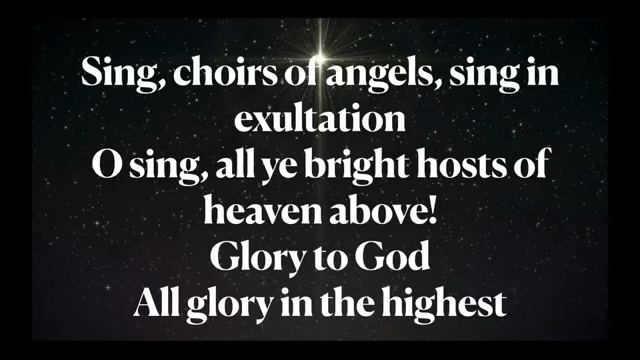 Sing, choirs of angels, sing in
exultation
O sing, all ye bright hosts of
heaven above!
Glory to God
All glory in the highest